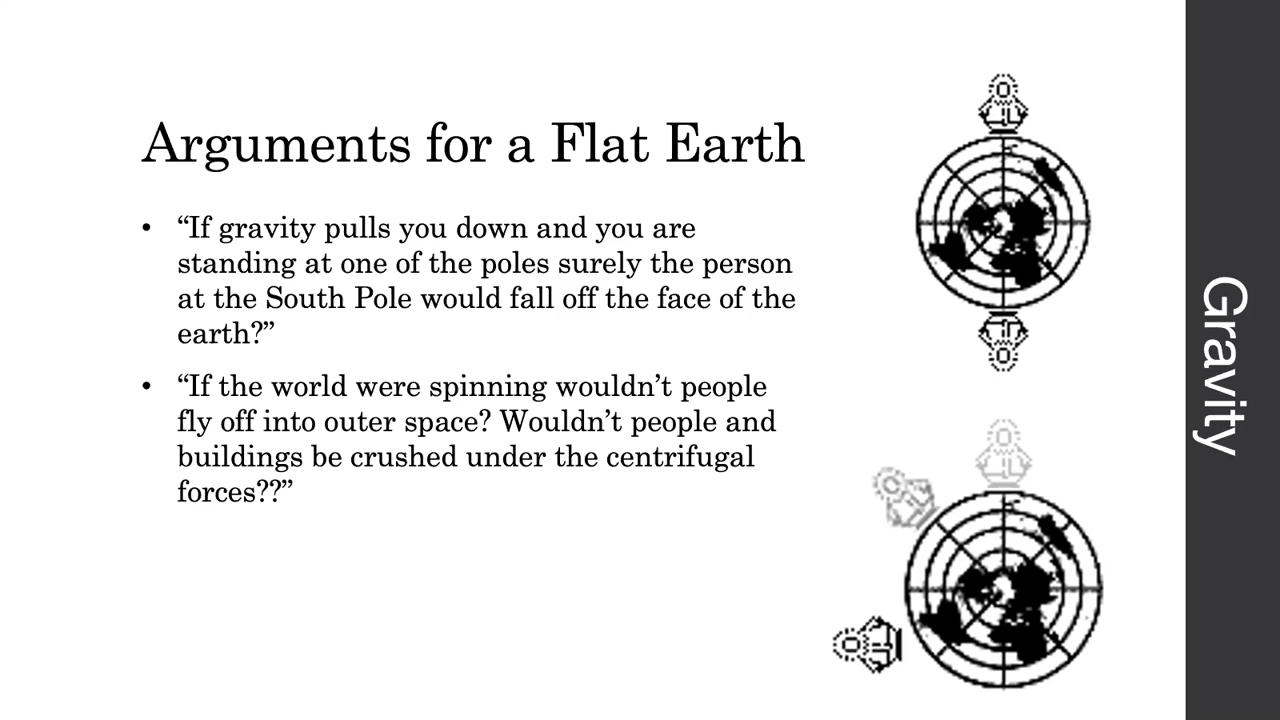 Arguments for a Flat Earth
• “If gravity pulls you down and you are
standing at one of the poles surely the person
at the South Pole would fall off the face of the
earth?”
• “If the world were spinning wouldn’t people
fly off into outer space? Wouldn’t people and
buildings be crushed under the centrifugal
forces??”
Gravity